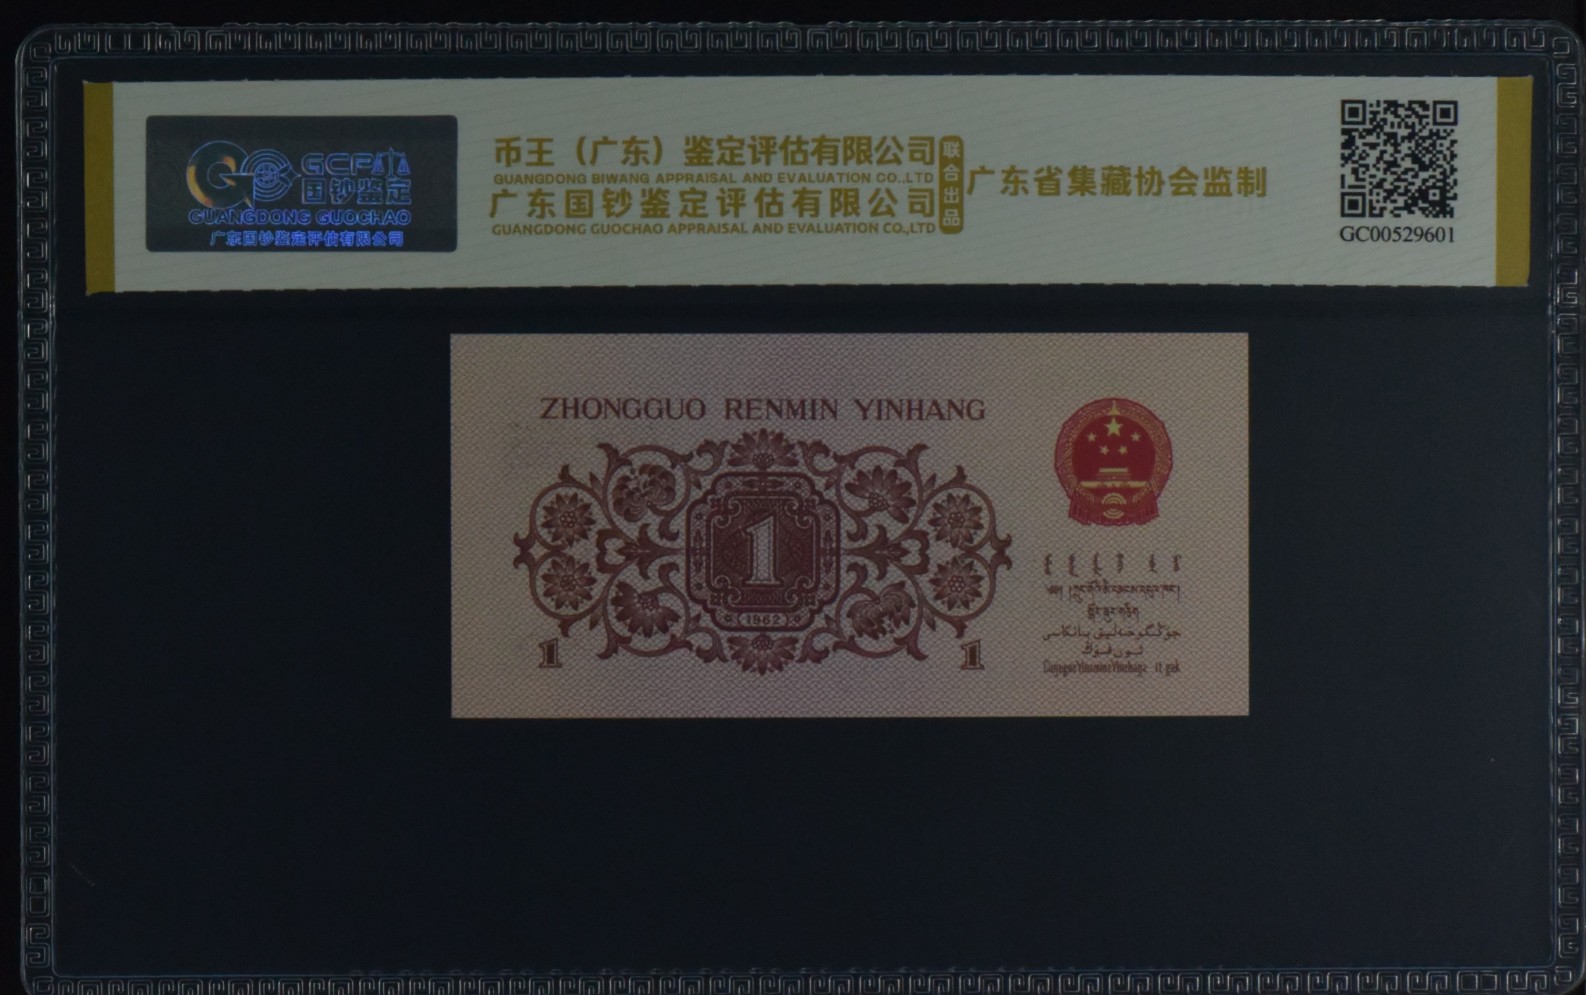 GCPAA
国钞鉴定
GUANGDONG GUOCHAO
广东国钞鉴定评估有限公司
币王（广东）鉴定评估有限公司
GUANGDONG BIWANG APPRAISAL AND EVALUATION CO.,LTD
广东国钞鉴定评估有限公司
GUANGDONG GUOCHAO APPRAISAL AND EVALUATION CO.,LTD
联合出品
广东省集藏协会监制
GC00529601
ZHONGGUO RENMIN YINHANG
1
1962
1
1
جۇڭگو خەلىق بانكاسى